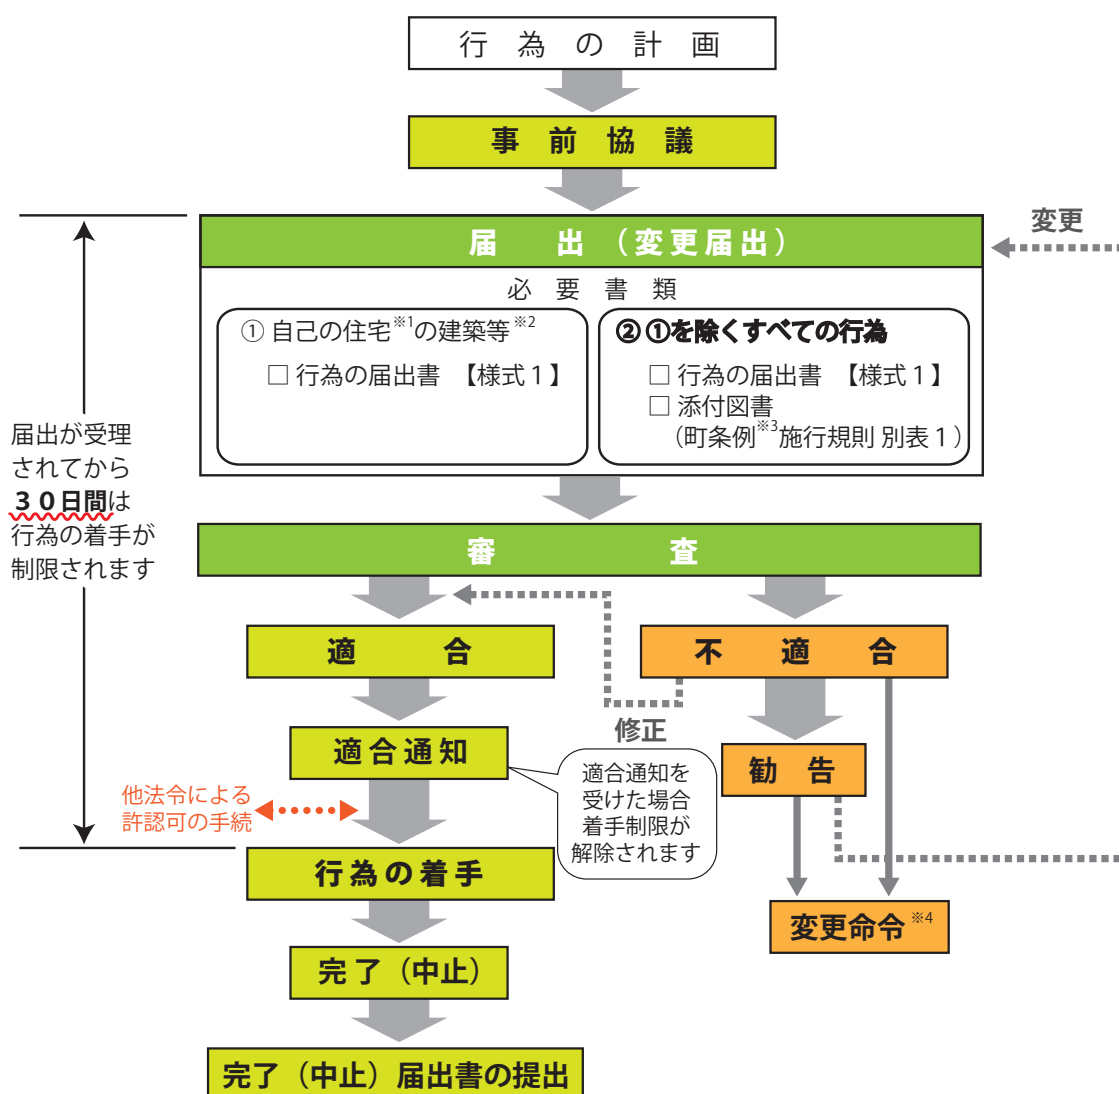 行為の計画
事前協議
届出（変更届出）
変更
必要書類
① 自己の住宅※1の建築等※2
□ 行為の届出書 【様式１】
② ①を除くすべての行為
□ 行為の届出書 【様式１】
□ 添付図書
（町条例※3施行規則 別表１）
届出が受理
されてから
３０日間は
行為の着手が
制限されます
審査
適合
不適合
修正
適合通知
勧告
適合通知を
受けた場合
着手制限が
解除されます
他法令による
許認可の手続
行為の着手
変更命令※4
完了（中止）
完了（中止）届出書の提出